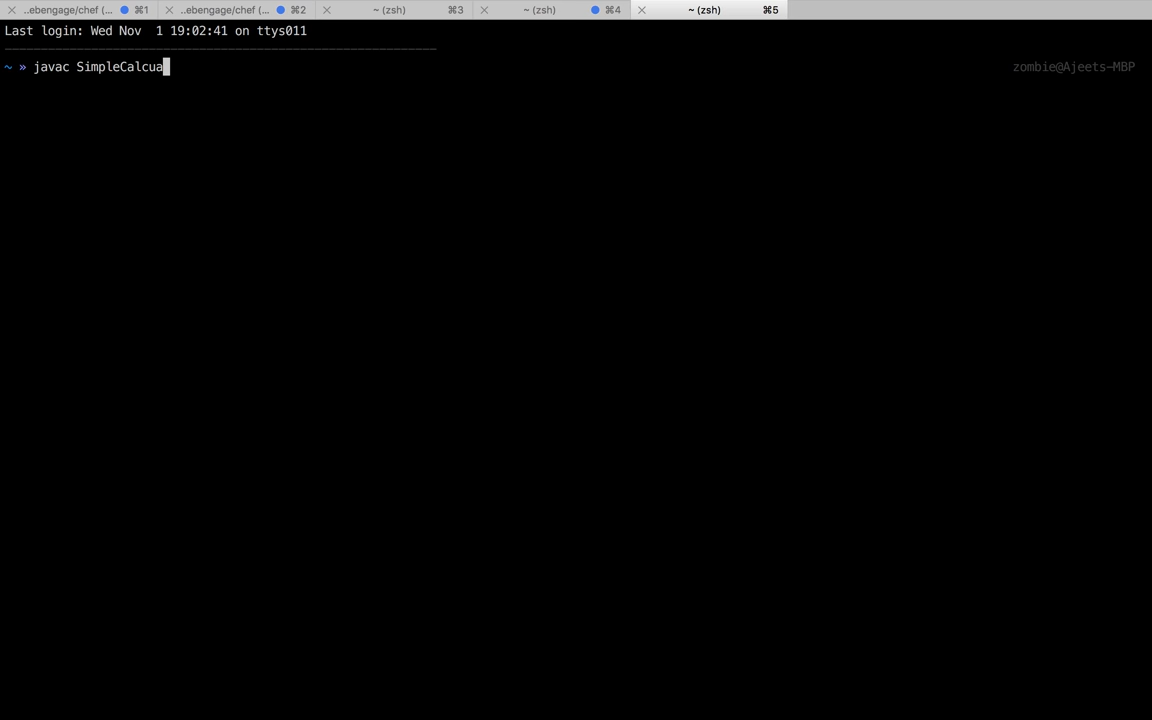 ..ebengage/chef (... ⌘1 ..ebengage/chef (... ⌘2 ~ (zsh) ⌘3 ~ (zsh) ⌘4 ~ (zsh) ⌘5
Last login: Wed Nov  1 19:02:41 on ttys011
~ » javac SimpleCalcua zombie@Ajeets-MBP